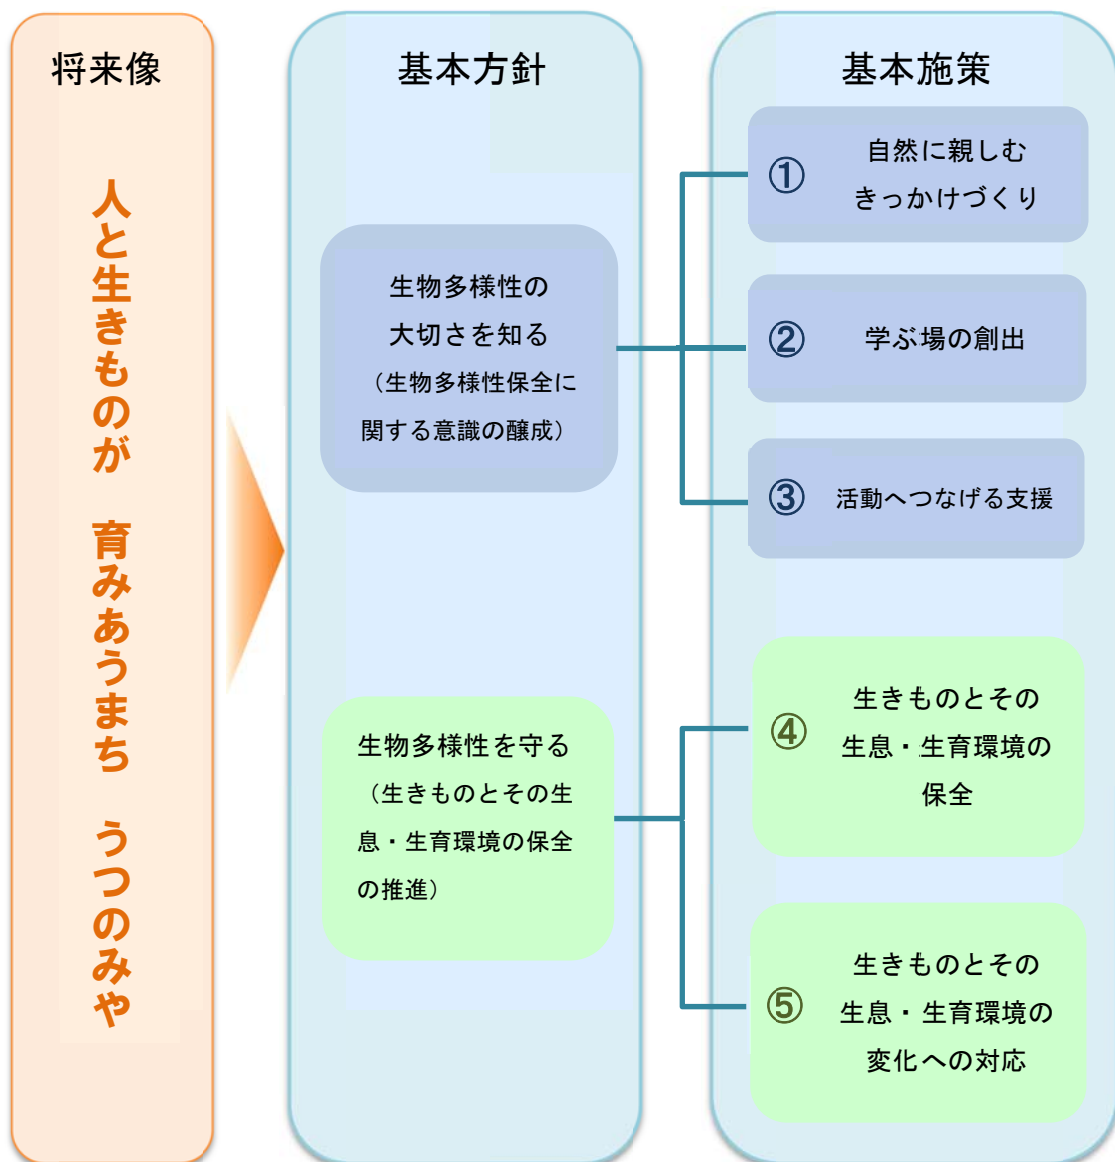 将来像
人と生きものが　育みあうまち　うつのみや
基本方針
生物多様性の
大切さを知る
（生物多様性保全に
関する意識の醸成）
生物多様性を守る
（生きものとその生
息・生育環境の保全
の推進）
基本施策
① 自然に親しむ
きっかけづくり
② 学ぶ場の創出
③ 活動へつなげる支援
④ 生きものとその
生息・生育環境の
保全
⑤ 生きものとその
生息・生育環境の
変化への対応